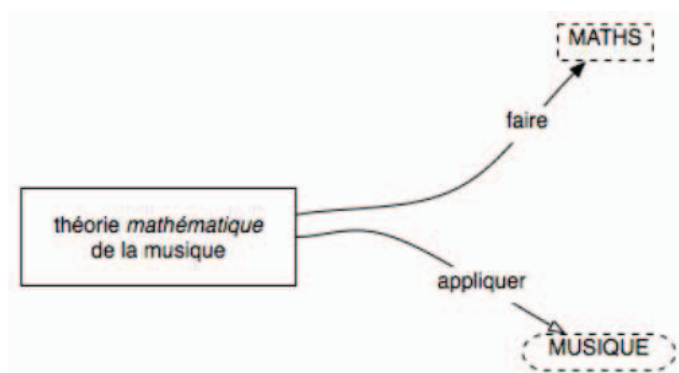 MATHS
faire
théorie mathématique
de la musique
appliquer
MUSIQUE